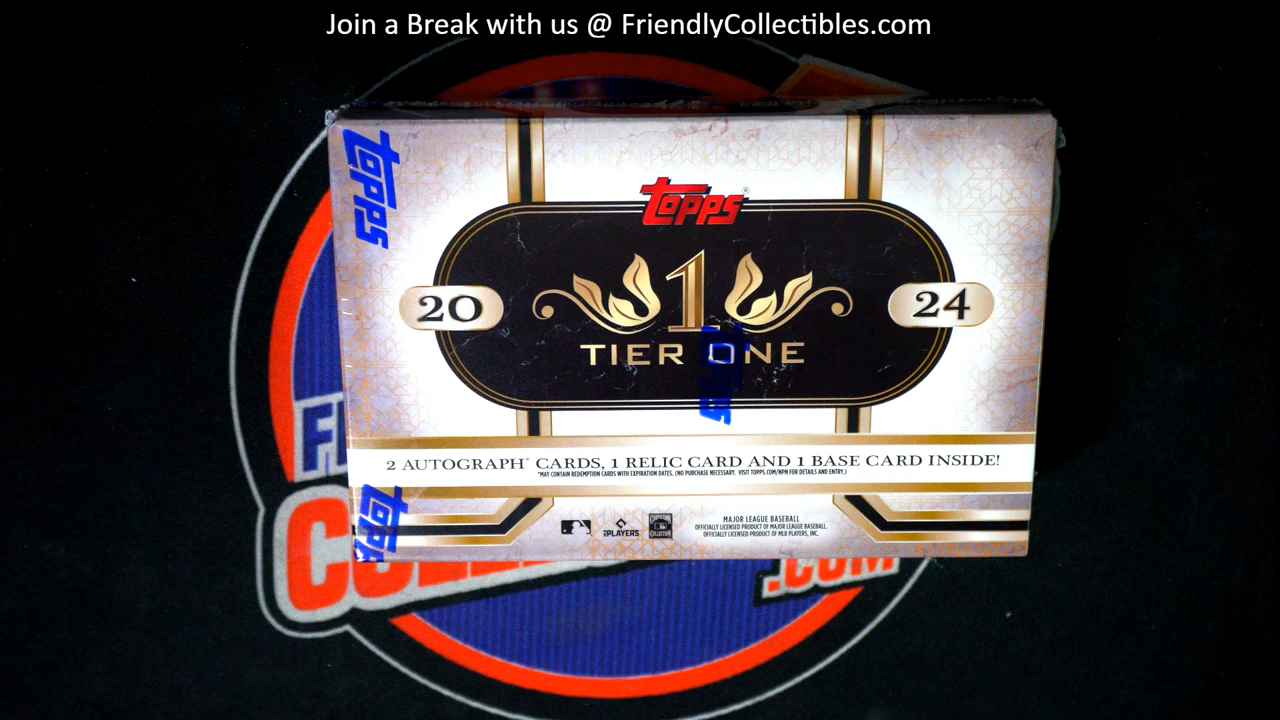 Join a Break with us @ FriendlyCollectibles.com
topps
topps
20
1
24
TIER ONE
topps
2 AUTOGRAPH* CARDS, 1 RELIC CARD AND 1 BASE CARD INSIDE!
*MAY CONTAIN REDEMPTION CARDS WITH EXPIRATION DATES. (NO PURCHASE NECESSARY. VISIT TOPPS.COM/NPN FOR DETAILS AND ENTRY.)
topps
PLAYERS
MAJOR LEAGUE BASEBALL
OFFICIALLY LICENSED PRODUCT OF MAJOR LEAGUE BASEBALL.
OFFICIALLY LICENSED PRODUCT OF MLB PLAYERS, INC.
.COM